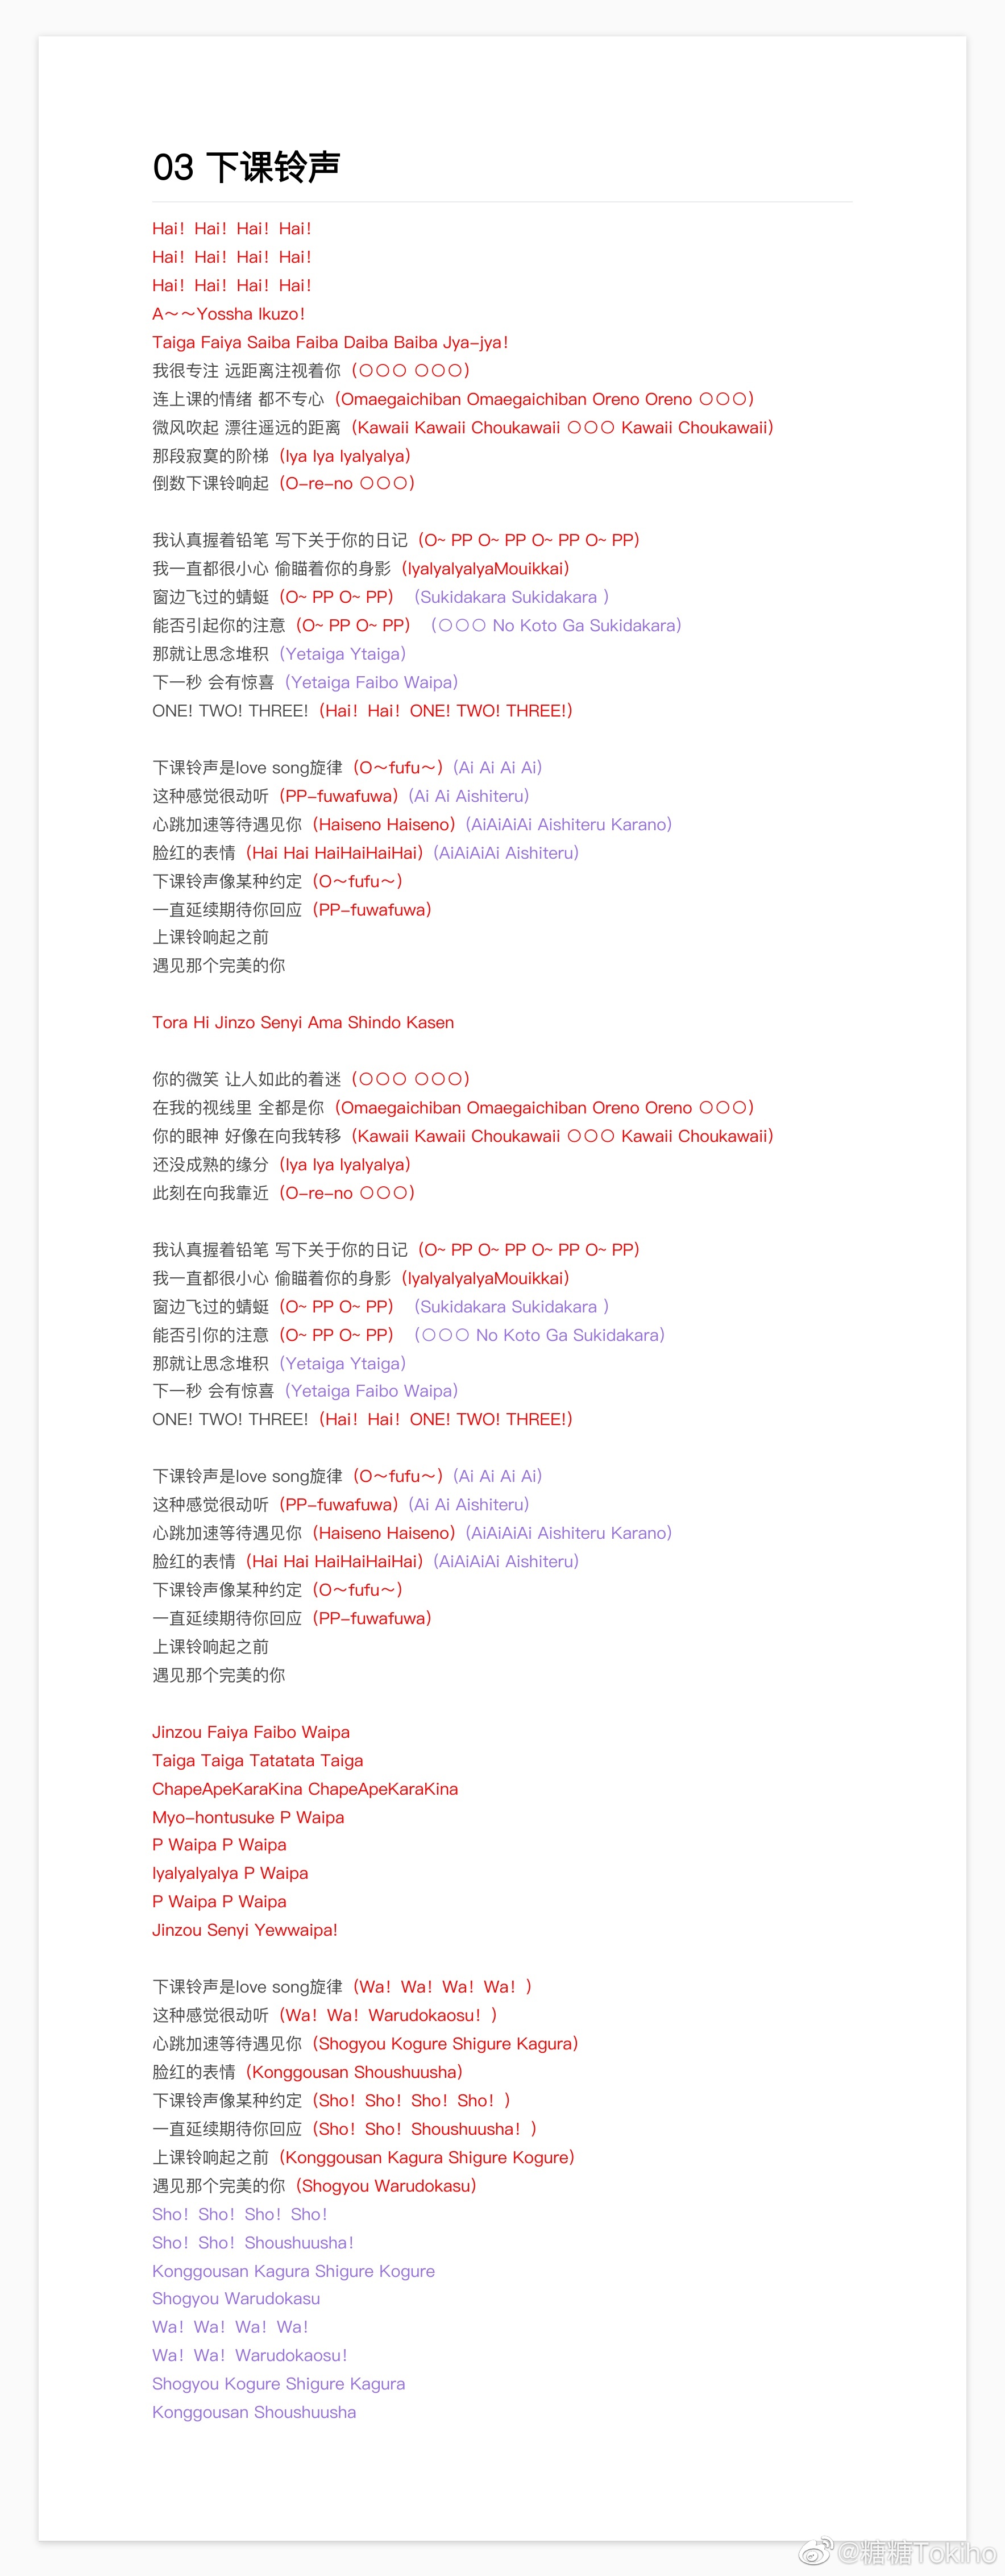 03 下课铃声
Hai！Hai！Hai！Hai！
Hai！Hai！Hai！Hai！
Hai！Hai！Hai！Hai！
A～～Yossha Ikuzo！
Taiga Faiya Saiba Faiba Daiba Baiba Jya-jya！
我很专注 远距离注视着你（〇〇〇 〇〇〇）
连上课的情绪 都不专心（Omaegaichiban Omaegaichiban Oreno Oreno 〇〇〇）
微风吹起 漂往遥远的距离（Kawaii Kawaii Choukawaii 〇〇〇 Kawaii Choukawaii）
那段寂寞的阶梯（Iya Iya IyaIyaIya）
倒数下课铃响起（O-re-no 〇〇〇）
我认真握着铅笔 写下关于你的日记（O~ PP O~ PP O~ PP O~ PP）
我一直都很小心 偷瞄着你的身影（IyaIyaIyaIyaMouikkai）
窗边飞过的蜻蜓（O~ PP O~ PP）（Sukidakara Sukidakara ）
能否引起你的注意（O~ PP O~ PP）（〇〇〇 No Koto Ga Sukidakara）
那就让思念堆积（Yetaiga Ytaiga）
下一秒 会有惊喜（Yetaiga Faibo Waipa）
ONE! TWO! THREE!（Hai！Hai！ONE! TWO! THREE!）
下课铃声是love song旋律（O～fufu～）（Ai Ai Ai Ai）
这种感觉很动听（PP-fuwafuwa）（Ai Ai Aishiteru）
心跳加速等待遇见你（Haiseno Haiseno）（AiAiAiAi Aishiteru Karano）
脸红的表情（Hai Hai HaiHaiHaiHai）（AiAiAiAi Aishiteru）
下课铃声像某种约定（O～fufu～）
一直延续期待你回应（PP-fuwafuwa）
上课铃响起之前
遇见那个完美的你
Tora Hi Jinzo Senyi Ama Shindo Kasen
你的微笑 让人如此的着迷（〇〇〇 〇〇〇）
在我的视线里 全都是你（Omaegaichiban Omaegaichiban Oreno Oreno 〇〇〇）
你的眼神 好像在向我转移（Kawaii Kawaii Choukawaii 〇〇〇 Kawaii Choukawaii）
还没成熟的缘分（Iya Iya IyaIyaIya）
此刻在向我靠近（O-re-no 〇〇〇）
我认真握着铅笔 写下关于你的日记（O~ PP O~ PP O~ PP O~ PP）
我一直都很小心 偷瞄着你的身影（IyaIyaIyaIyaMouikkai）
窗边飞过的蜻蜓（O~ PP O~ PP）（Sukidakara Sukidakara ）
能否引你的注意（O~ PP O~ PP）（〇〇〇 No Koto Ga Sukidakara）
那就让思念堆积（Yetaiga Ytaiga）
下一秒 会有惊喜（Yetaiga Faibo Waipa）
ONE! TWO! THREE!（Hai！Hai！ONE! TWO! THREE!）
下课铃声是love song旋律（O～fufu～）（Ai Ai Ai Ai）
这种感觉很动听（PP-fuwafuwa）（Ai Ai Aishiteru）
心跳加速等待遇见你（Haiseno Haiseno）（AiAiAiAi Aishiteru Karano）
脸红的表情（Hai Hai HaiHaiHaiHai）（AiAiAiAi Aishiteru）
下课铃声像某种约定（O～fufu～）
一直延续期待你回应（PP-fuwafuwa）
上课铃响起之前
遇见那个完美的你
Jinzou Faiya Faibo Waipa
Taiga Taiga Tatatata Taiga
ChapeApeKaraKina ChapeApeKaraKina
Myo-hontusuke P Waipa
P Waipa P Waipa
IyaIyaIyaIya P Waipa
P Waipa P Waipa
Jinzou Senyi Yewwaipa!
下课铃声是love song旋律（Wa！Wa！Wa！Wa！）
这种感觉很动听（Wa！Wa！Warudokaosu！）
心跳加速等待遇见你（Shogyou Kogure Shigure Kagura）
脸红的表情（Konggousan Shoushuusha）
下课铃声像某种约定（Sho！Sho！Sho！Sho！）
一直延续期待你回应（Sho！Sho！Shoushuusha！）
上课铃响起之前（Konggousan Kagura Shigure Kogure）
遇见那个完美的你（Shogyou Warudokasu）
Sho！Sho！Sho！Sho！
Sho！Sho！Shoushuusha！
Konggousan Kagura Shigure Kogure
Shogyou Warudokasu
Wa！Wa！Wa！Wa！
Wa！Wa！Warudokaosu！
Shogyou Kogure Shigure Kagura
Konggousan Shoushuusha
@糖糖Tokiho